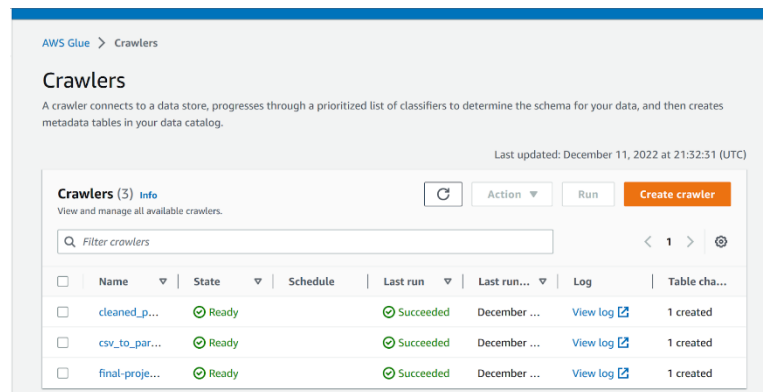 AWS Glue > Crawlers
Crawlers
A crawler connects to a data store, progresses through a prioritized list of classifiers to determine the schema for your data, and then creates
metadata tables in your data catalog.
Last updated: December 11, 2022 at 21:32:31 (UTC)
Crawlers (3) Info
View and manage all available crawlers.
Action Run Create crawler
Filter crawlers
< 1 >
Name State Schedule Last run Last run... Log Table cha...
cleaned_p... Ready Succeeded December ... View log 1 created
csv_to_par... Ready Succeeded December ... View log 1 created
final-proje... Ready Succeeded December ... View log 1 created